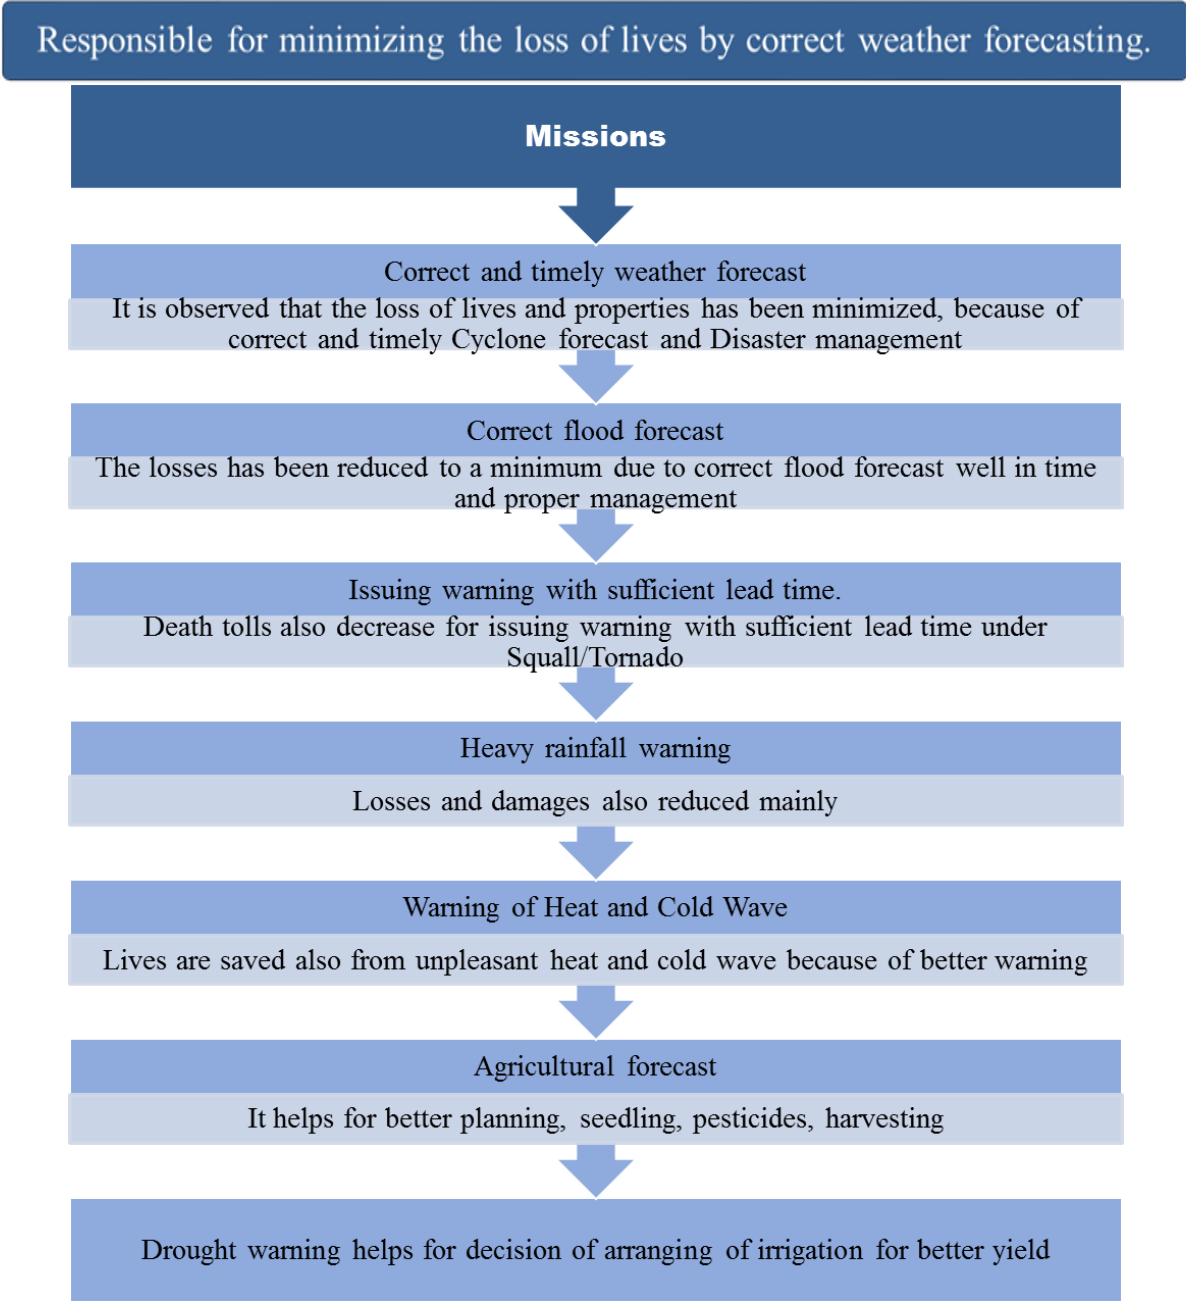 Responsible for minimizing the loss of lives by correct weather forecasting.
Missions
Correct and timely weather forecast
It is observed that the loss of lives and properties has been minimized, because of
correct and timely Cyclone forecast and Disaster management
Correct flood forecast
The losses has been reduced to a minimum due to correct flood forecast well in time
and proper management
Issuing warning with sufficient lead time.
Death tolls also decrease for issuing warning with sufficient lead time under
Squall/Tornado
Heavy rainfall warning
Losses and damages also reduced mainly
Warning of Heat and Cold Wave
Lives are saved also from unpleasant heat and cold wave because of better warning
Agricultural forecast
It helps for better planning, seedling, pesticides, harvesting
Drought warning helps for decision of arranging of irrigation for better yield